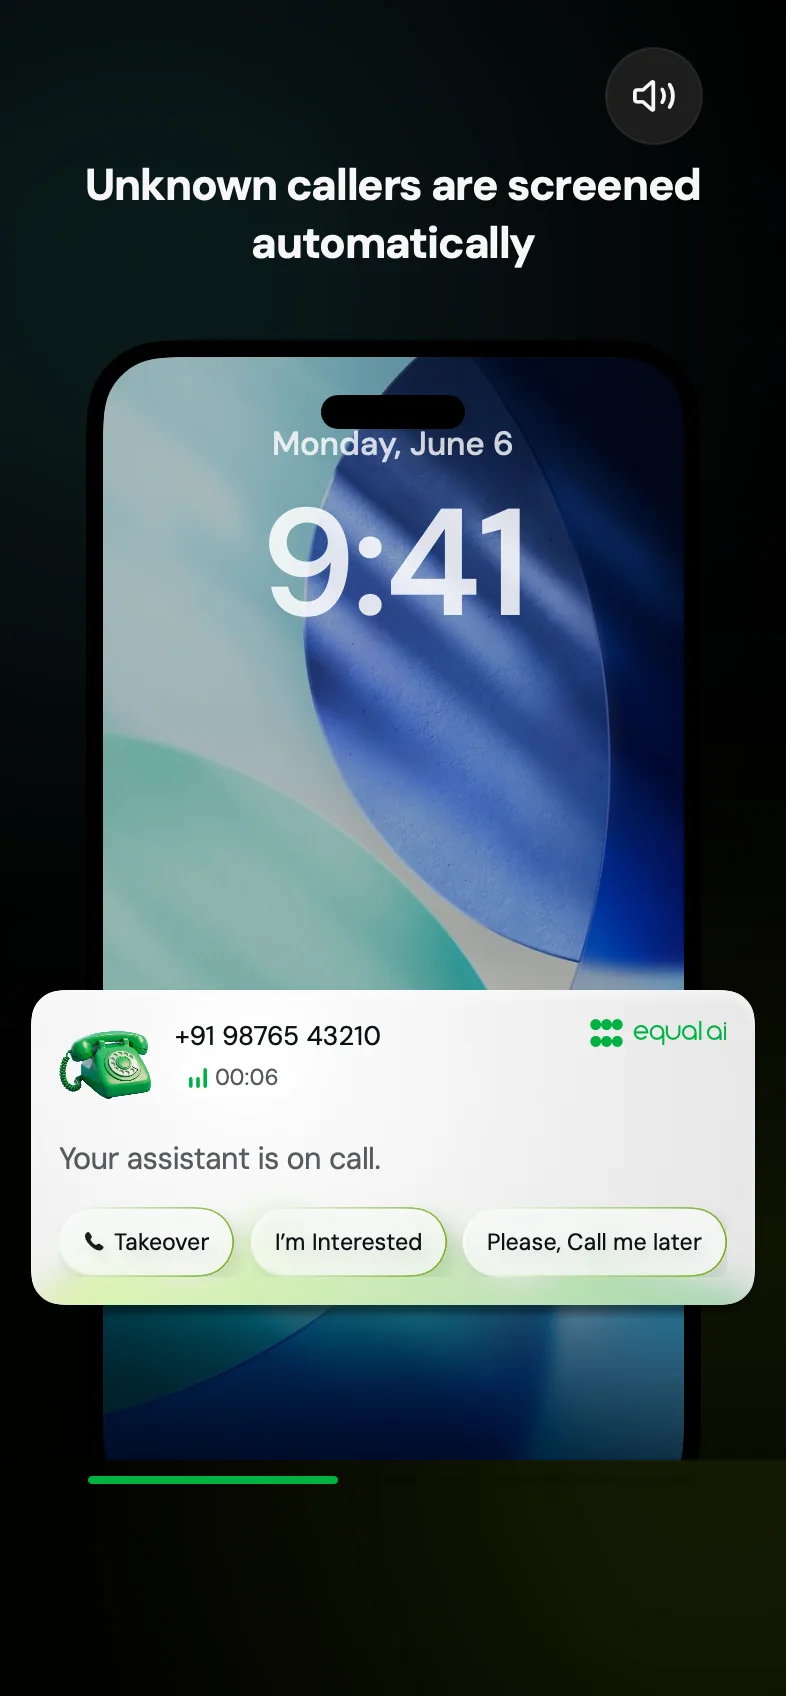 Unknown callers are screened
automatically
Monday, June 6
9:41
+91 98765 43210
equal ai
00:06
Your assistant is on call.
Takeover
I'm Interested
Please, Call me later